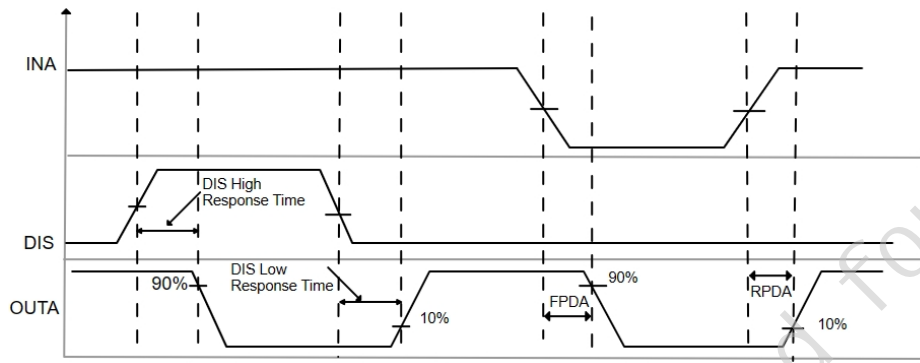 INA
DIS High
Response Time
DIS
DIS Low
Response Time
90%
90%
OUTA
10%
FPDA
RPDA
10%